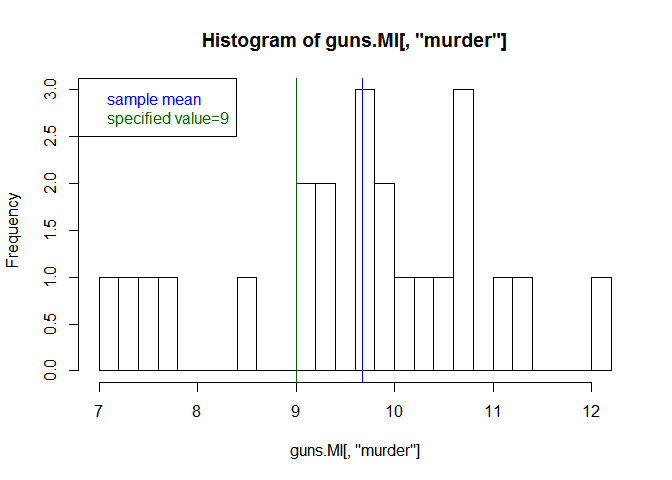 Histogram of guns.MI[, "murder"]
sample mean
specified value=9
Frequency
3.0
2.5
2.0
1.5
1.0
0.5
0.0
7 8 9 10 11 12
guns.MI[, "murder"]